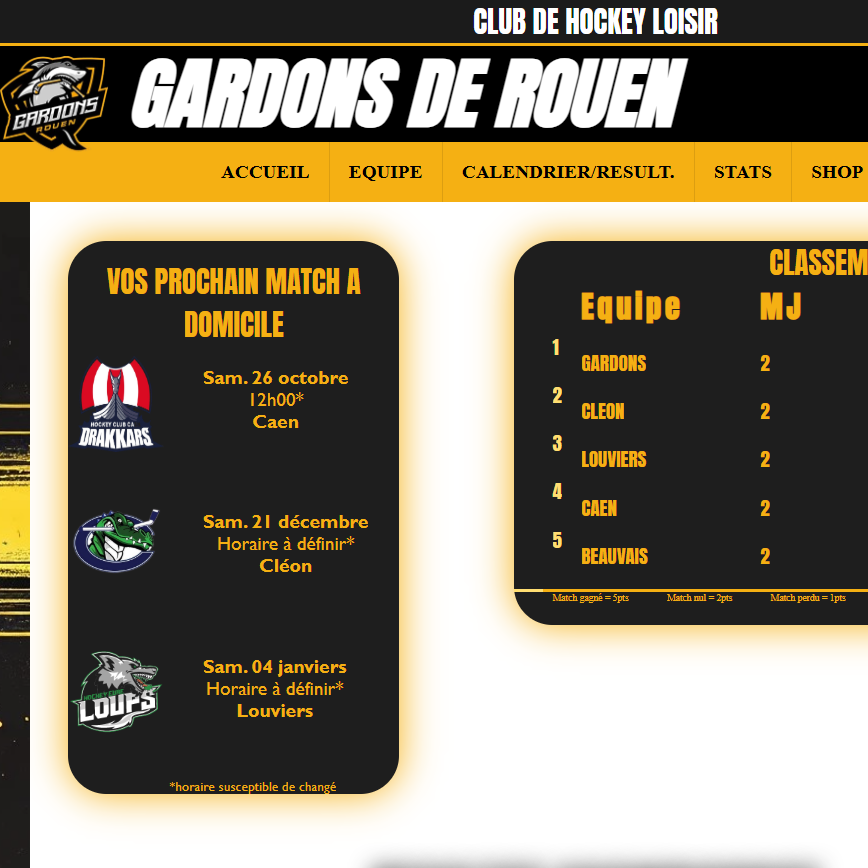 CLUB DE HOCKEY LOISIR
GARDONS DE ROUEN
GARDONS
ROUEN
ACCUEIL EQUIPE CALENDRIER/RESULT. STATS SHOP
VOS PROCHAIN MATCH A
DOMICILE
Sam. 26 octobre
12h00*
Caen
HOCKEY CLUB CA
DRAKKARS
Sam. 21 décembre
Horaire à définir*
Cléon
Sam. 04 janviers
Horaire à définir*
Louviers
LOUPS
*horaire susceptible de changé
CLASSEM
Equipe MJ
1 GARDONS 2
2 CLEON 2
3 LOUVIERS 2
4 CAEN 2
5 BEAUVAIS 2
Match gagné = 5pts Match nul = 2pts Match perdu = 1pts